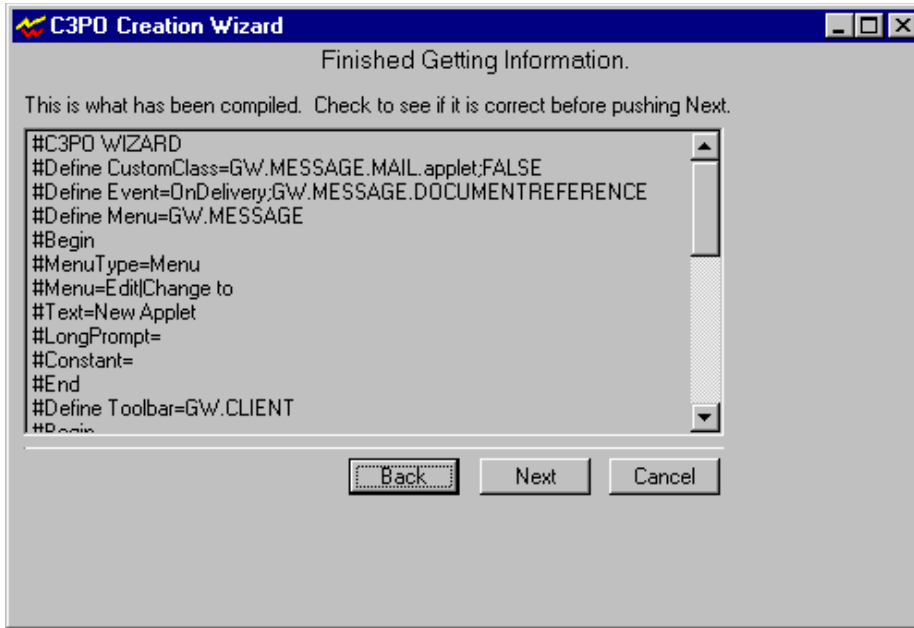 C3PO Creation Wizard
Finished Getting Information.
This is what has been compiled.  Check to see if it is correct before pushing Next.
#C3PO WIZARD
#Define CustomClass=GW.MESSAGE.MAIL.applet;FALSE
#Define Event=OnDelivery;GW.MESSAGE.DOCUMENTREFERENCE
#Define Menu=GW.MESSAGE
#Begin
#MenuType=Menu
#Menu=Edit|Change to
#Text=New Applet
#LongPrompt=
#Constant=
#End
#Define Toolbar=GW.CLIENT
#Begin
Back Next Cancel